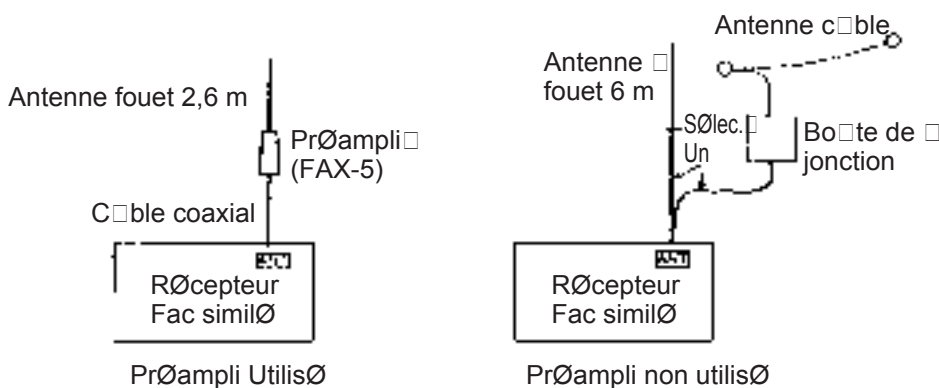 Antenne fouet 2,6 m
PrØampli□
(FAX-5)
C□ble coaxial
RØcepteur
Fac similØ
PrØampli UtilisØ
Antenne c□ble
Antenne □
fouet 6 m
SØlec.□
Un
Bo□te de □
jonction
ANT
RØcepteur
Fac similØ
PrØampli non utilisØ